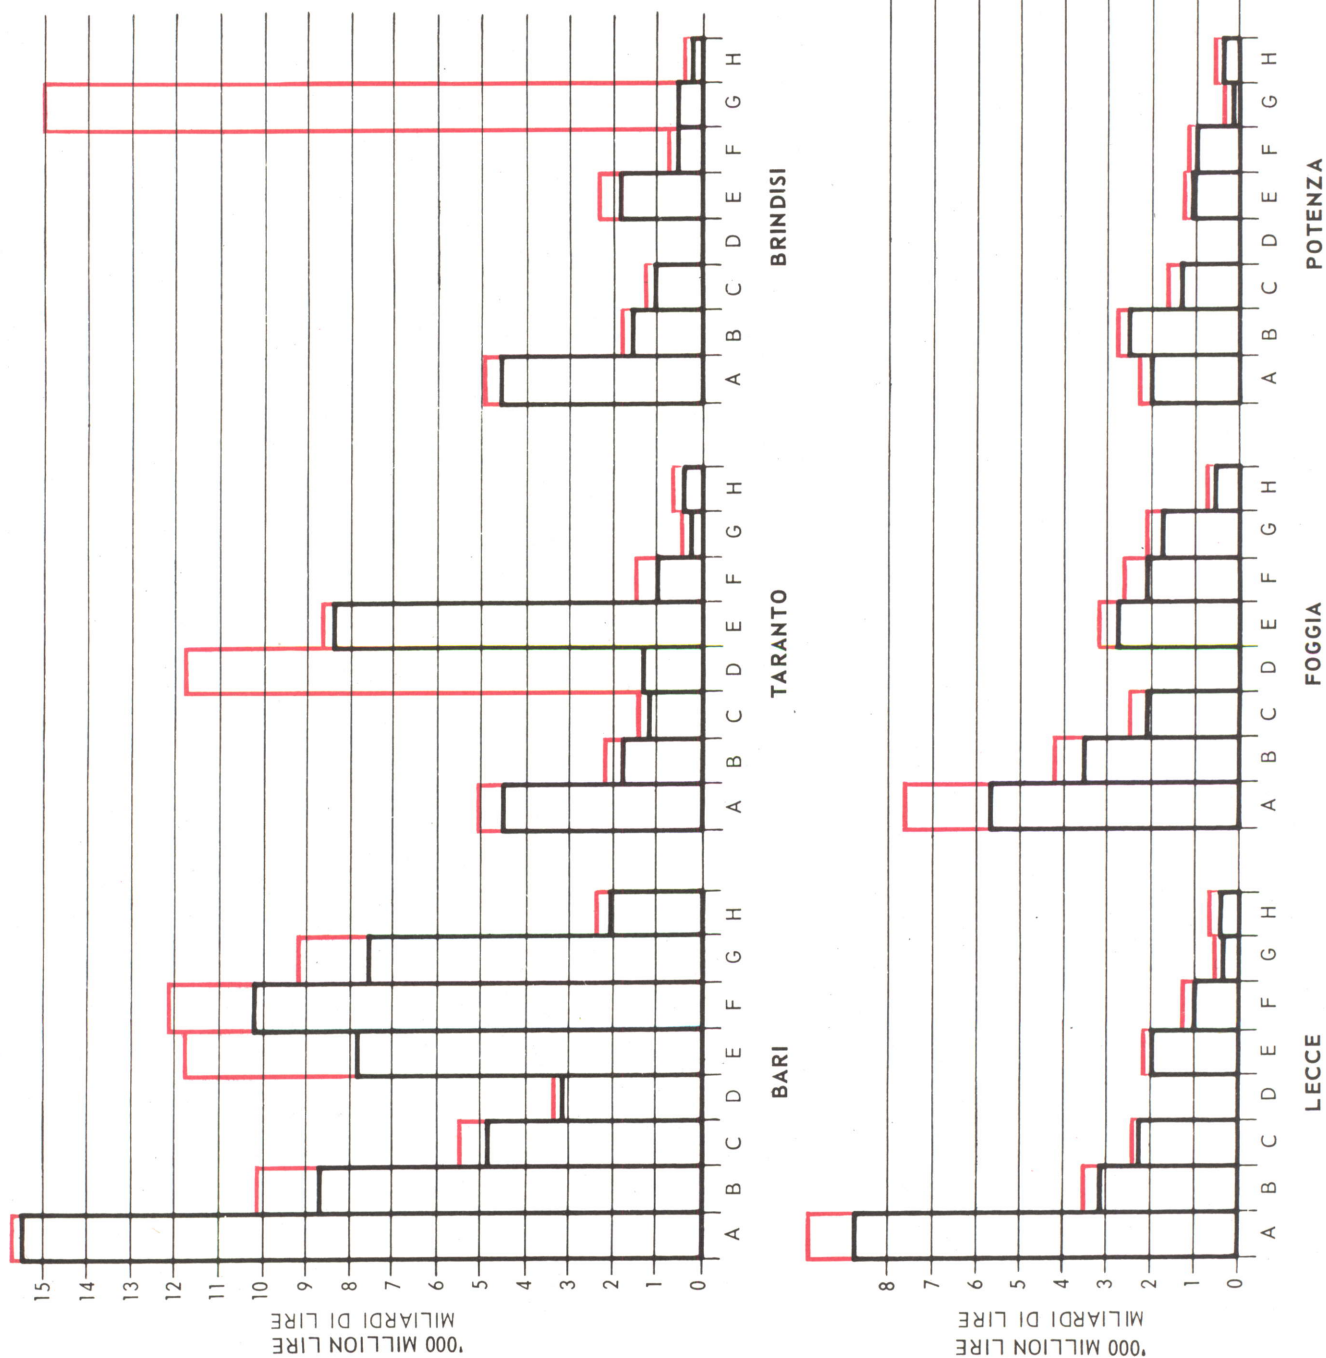 '000 MILLION LIRE
MILIARDI DI LIRE
15
14
13
12
11
10
9
8
7
6
5
4
3
2
1
0
A B C D E F G H
BARI
A B C D E F G H
TARANTO
A B C D E F G H
BRINDISI
'000 MILLION LIRE
MILIARDI DI LIRE
8
7
6
5
4
3
2
1
0
A B C D E F G H
LECCE
A B C D E F G H
FOGGIA
A B C D E F G H
POTENZA